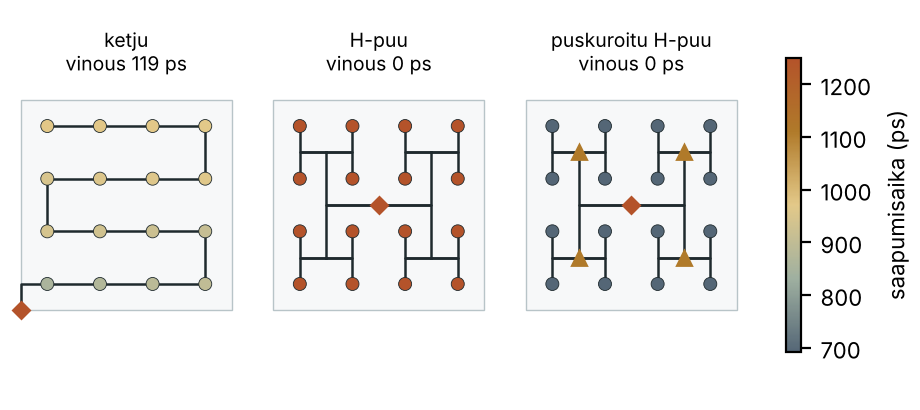 ketju
vinous 119 ps
H-puu
vinous 0 ps
puskuroitu H-puu
vinous 0 ps
1200
1100
1000
900
800
700
saapumisaika (ps)